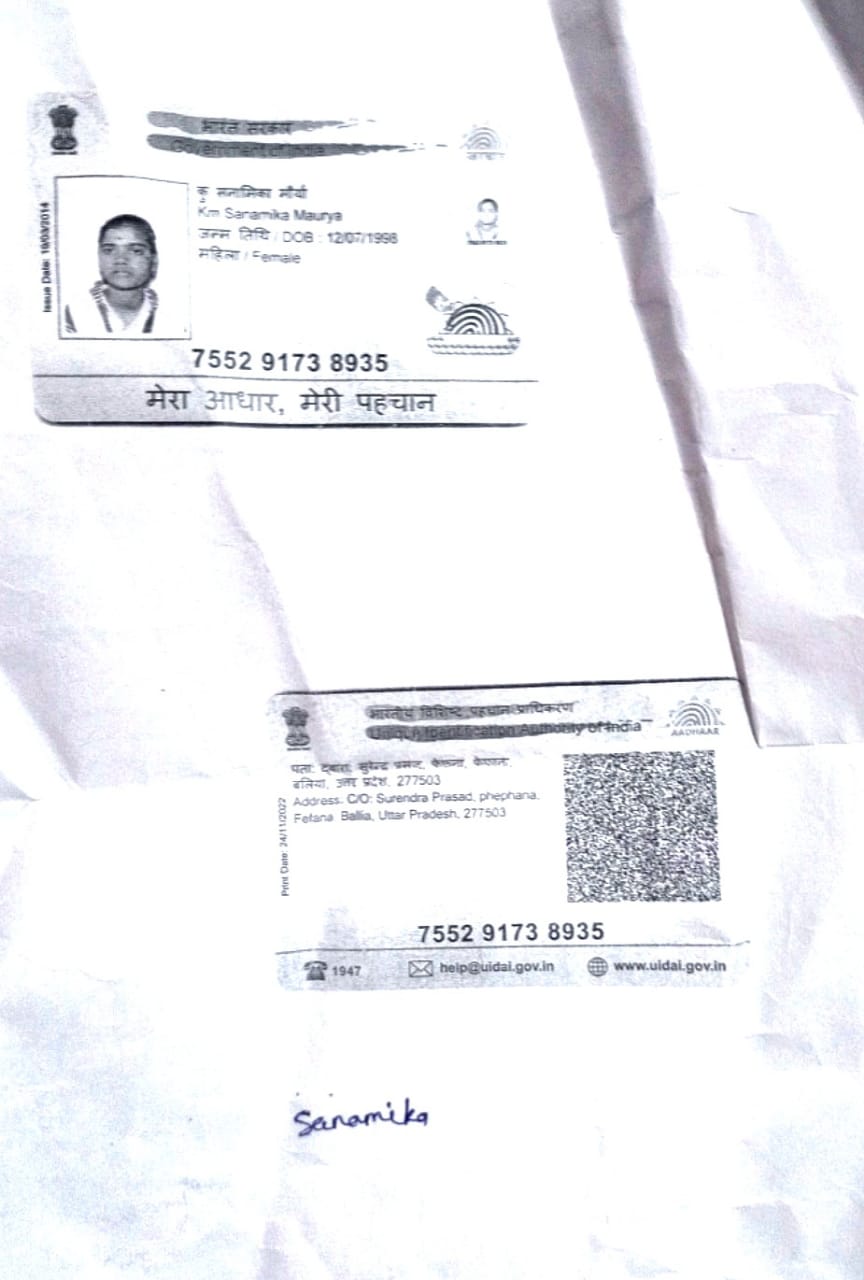 भारत सरकार
Government of India
Issue Date: 19/03/2014
कु सनामिका मौर्या
Km Sanamika Maurya
जन्म तिथि / DOB : 12/07/1998
महिला / Female
7552 9173 8935
मेरा आधार, मेरी पहचान
भारतीय विशिष्ट पहचान प्राधिकरण
Unique Identification Authority of India
AADHAAR
Print Date: 24/11/2022
पता: सुरेन्द्र प्रसाद,
बलिया, उत्तर प्रदेश, 277503
Address: C/O: Surendra Prasad, phephana,
Fefana Ballia, Uttar Pradesh, 277503
7552 9173 8935
1947 help@uidai.gov.in www.uidai.gov.in
Sanamika